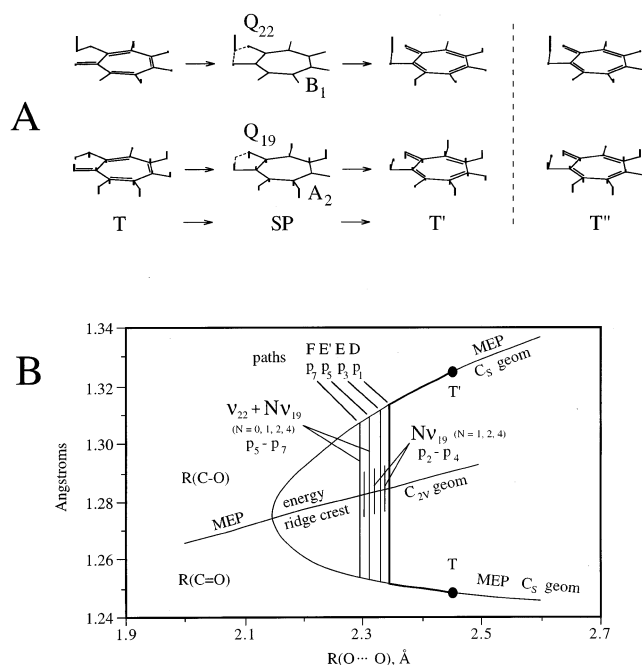 A
Q22
B1
Q19
A2
T → SP → T' T"
B
1.34
1.32
1.30
1.28
1.26
1.24
Angstroms
paths F E' E D
p7 p5 p3 p1
MEP
Cs geom
T'
ν22 + Nν19
(N = 0, 1, 2, 4)
p5 - p7
Nν19 (N = 1, 2, 4)
p2 - p4
R(C-O)
MEP energy
ridge crest
C2ν geom
R(C=O)
T
MEP Cs geom
1.9 2.1 2.3 2.5 2.7
R(O··· O), Å